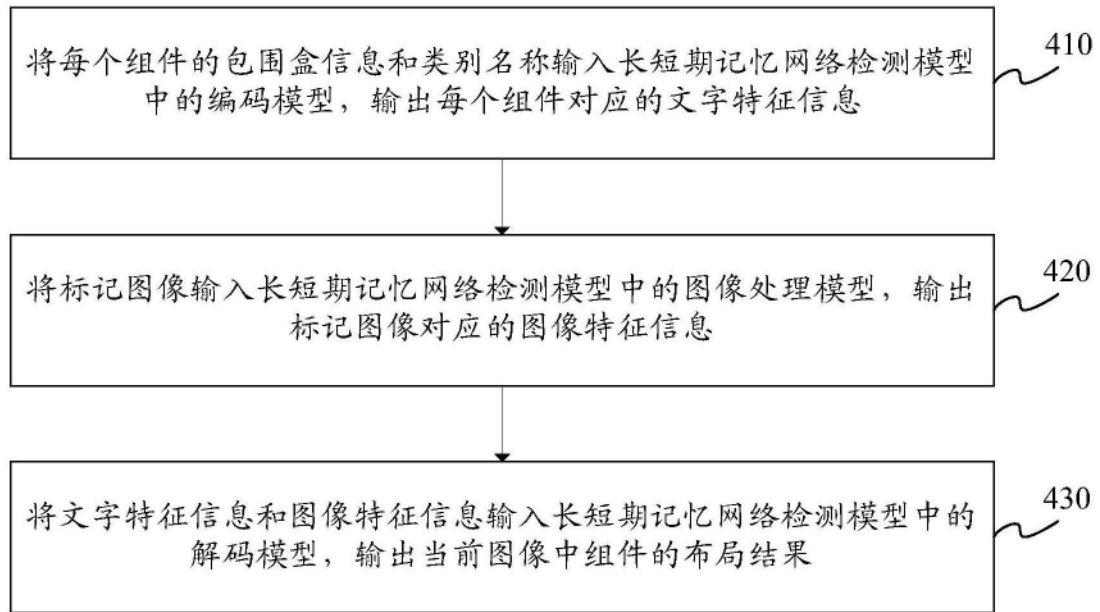 将每个组件的包围盒信息和类别名称输入长短期记忆网络检测模型
中的编码模型，输出每个组件对应的文字特征信息
410
将标记图像输入长短期记忆网络检测模型中的图像处理模型，输出
标记图像对应的图像特征信息
420
将文字特征信息和图像特征信息输入长短期记忆网络检测模型中的
解码模型，输出当前图像中组件的布局结果
430